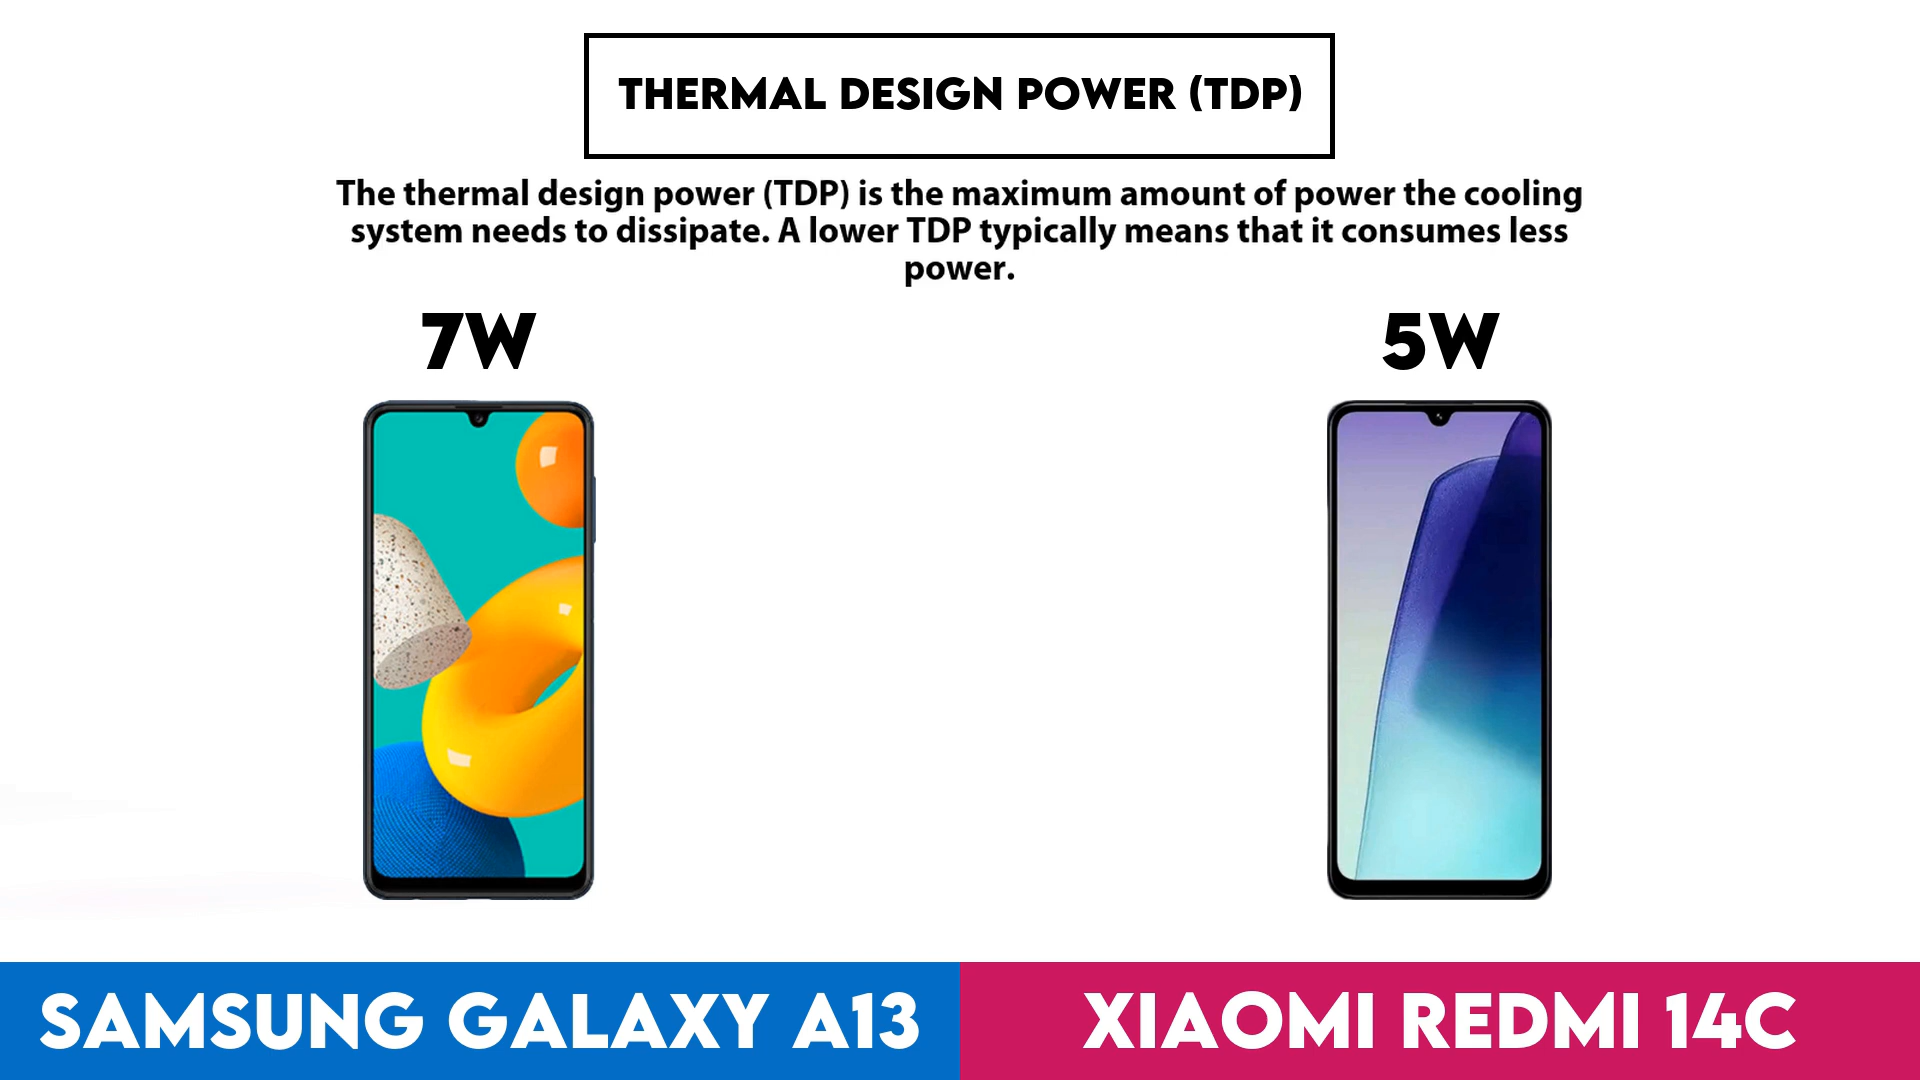 THERMAL DESIGN POWER (TDP)
The thermal design power (TDP) is the maximum amount of power the cooling
system needs to dissipate. A lower TDP typically means that it consumes less
power.
7W
5W
SAMSUNG GALAXY A13
XIAOMI REDMI 14C